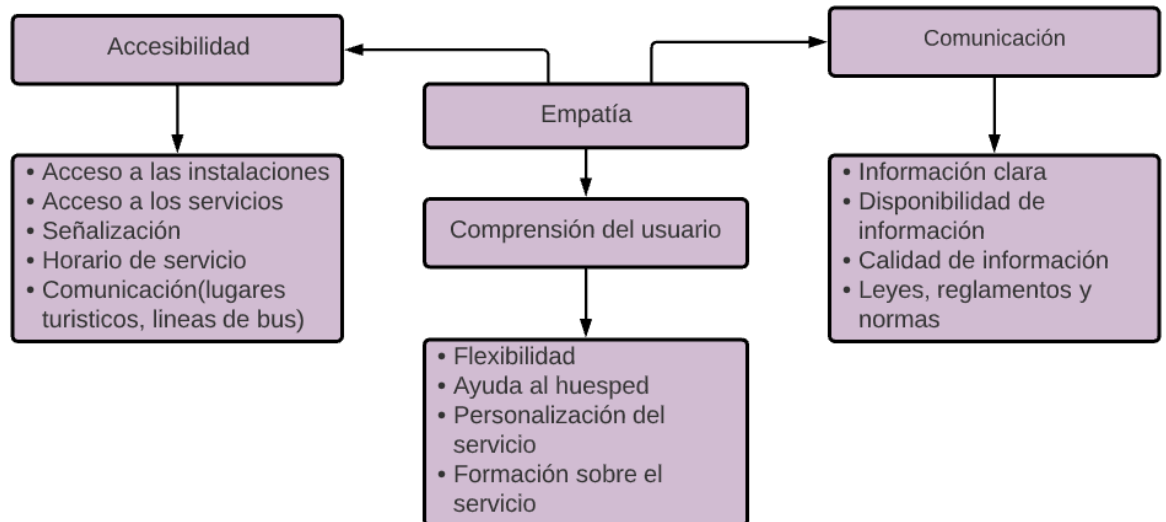 Accesibilidad
Comunicación
Empatía
• Acceso a las instalaciones
• Acceso a los servicios
• Señalización
• Horario de servicio
• Comunicación(lugares
turisticos, lineas de bus)
Comprensión del usuario
• Información clara
• Disponibilidad de
información
• Calidad de información
• Leyes, reglamentos y
normas
• Flexibilidad
• Ayuda al huesped
• Personalización del
servicio
• Formación sobre el
servicio